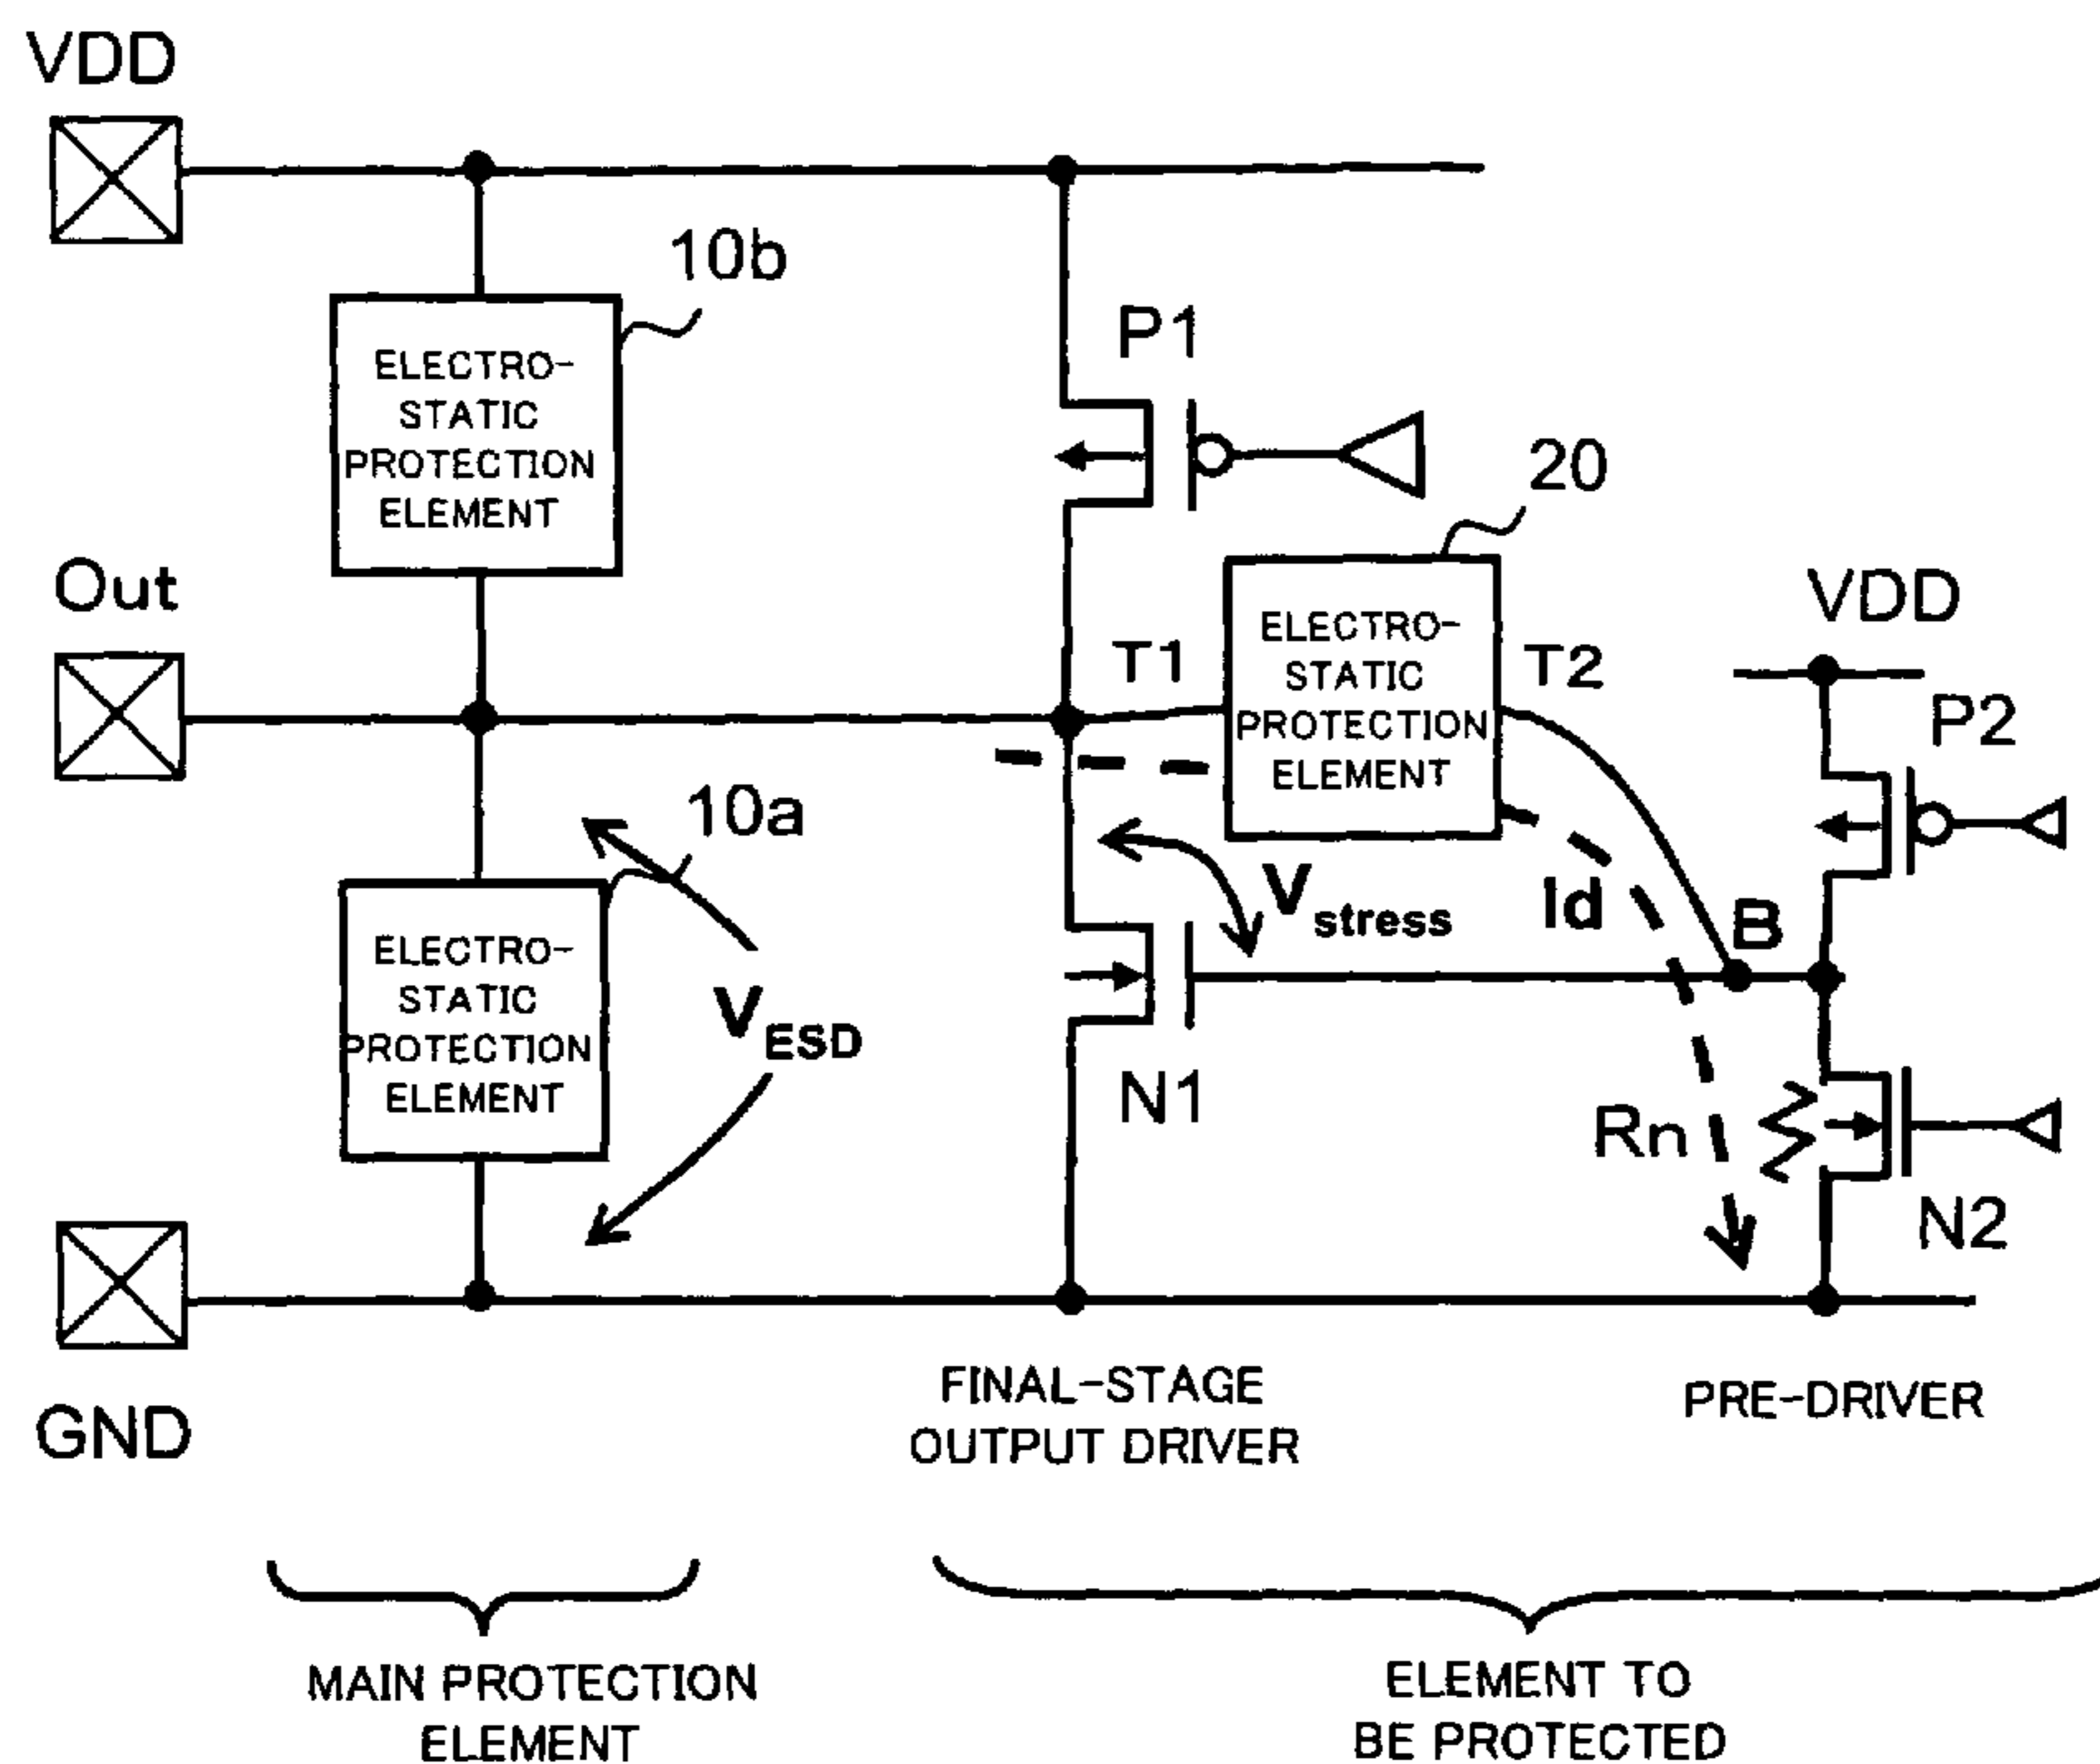 VDD
10b
ELECTRO-
STATIC
PROTECTION
ELEMENT
P1
20
Out
ELECTRO-
STATIC
PROTECTION
ELEMENT
T1
T2
VDD
P2
10a
ELECTRO-
STATIC
PROTECTION
ELEMENT
VESD
Vstress
Id
B
N1
Rn
N2
GND
FINAL-STAGE
OUTPUT DRIVER
PRE-DRIVER
MAIN PROTECTION
ELEMENT
ELEMENT TO
BE PROTECTED